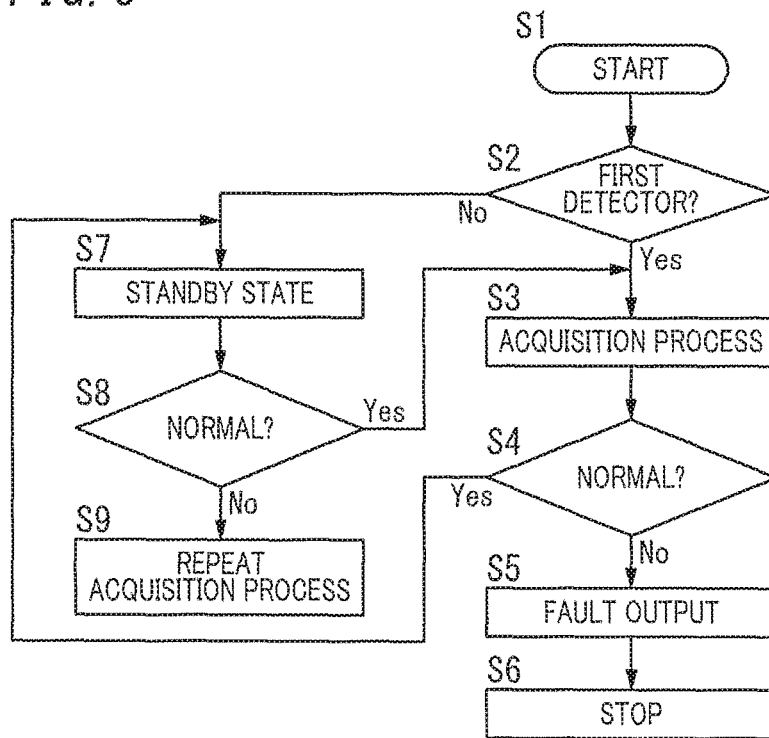 S1
START
S2
FIRST
DETECTOR?
No
Yes
S7
STANDBY STATE
S3
ACQUISITION PROCESS
S8
NORMAL?
Yes
No
S4
NORMAL?
Yes
No
S9
REPEAT
ACQUISITION PROCESS
S5
FAULT OUTPUT
S6
STOP